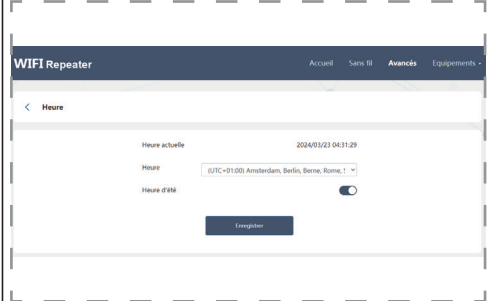 WIFI Repeater Accueil Sans fil Avancés Equipements
Heure
Heure actuelle 2024/03/23 04:31:29
Heure (UTC+01:00) Amsterdam, Berlin, Berne, Rome,
Heure d'été
Enregistrer